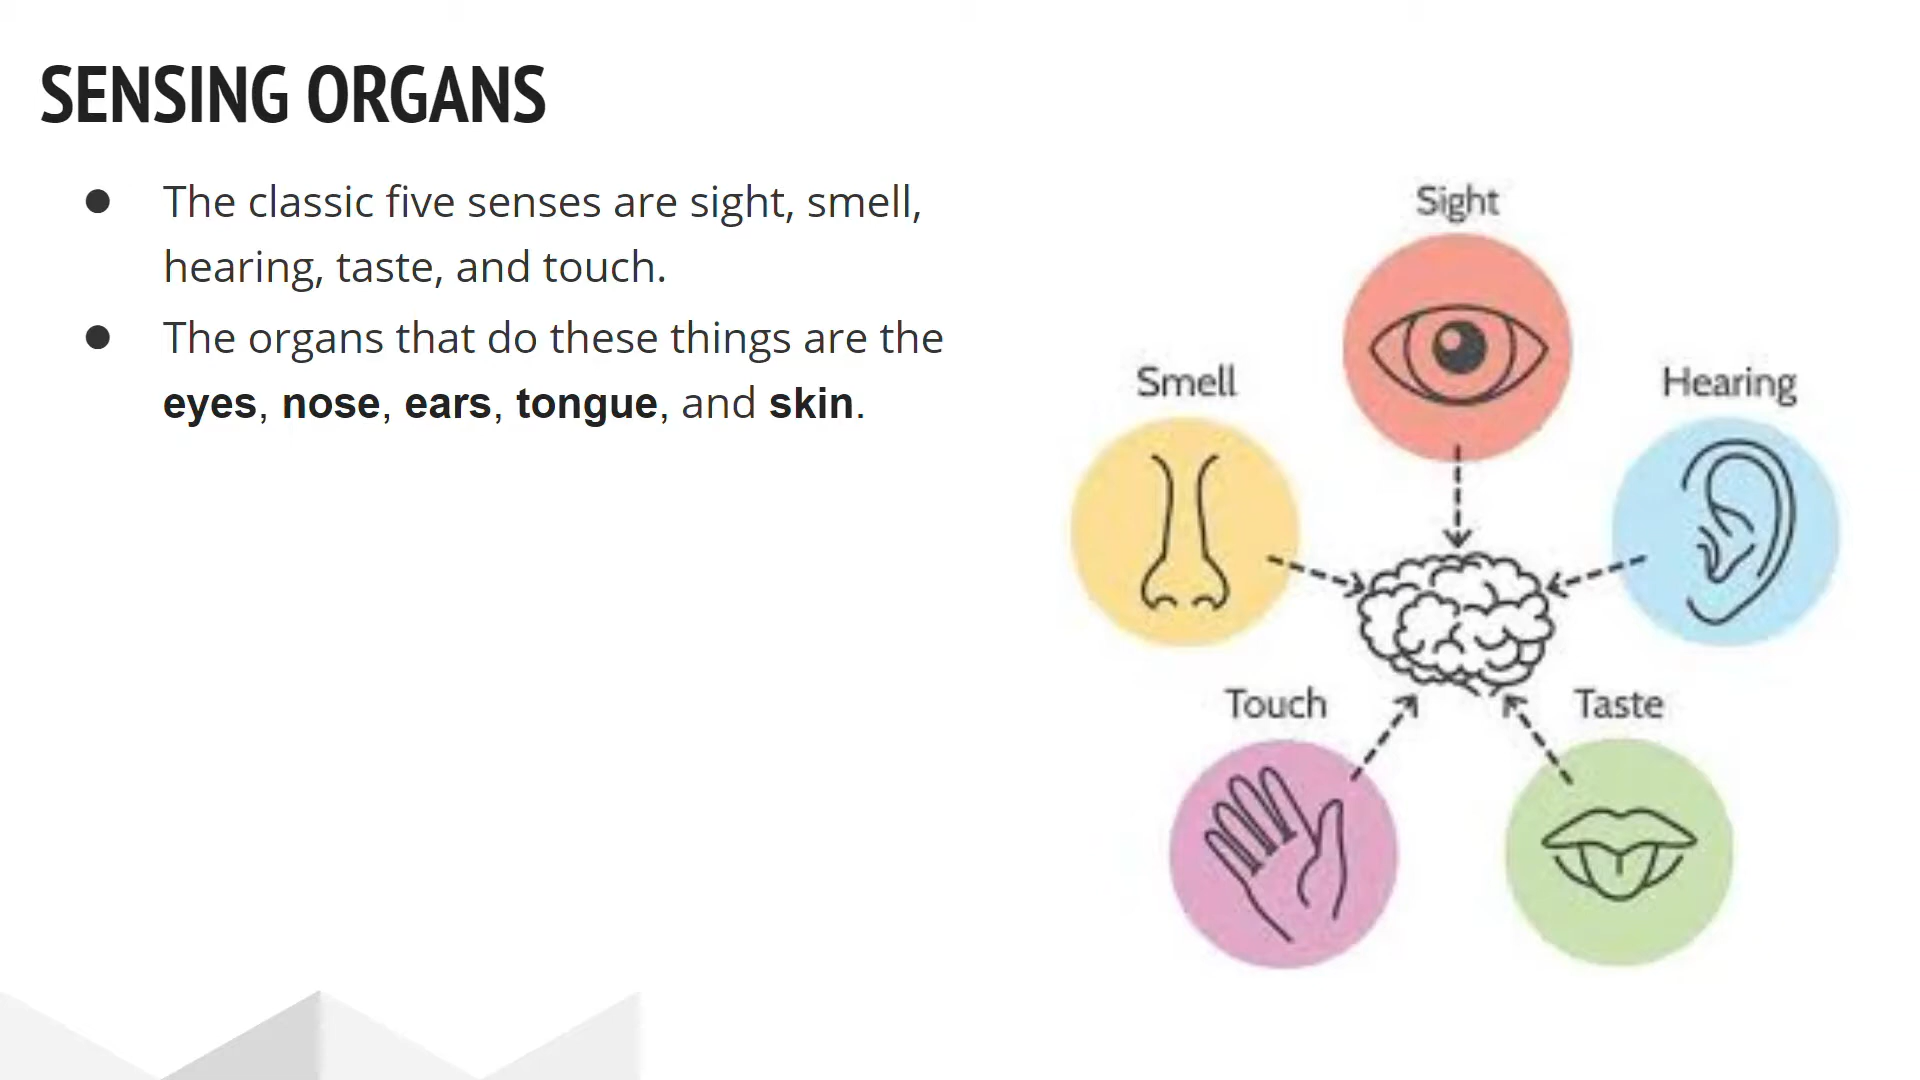 SENSING ORGANS
● The classic five senses are sight, smell,
hearing, taste, and touch.
● The organs that do these things are the
eyes, nose, ears, tongue, and skin.
Sight
Smell
Hearing
Touch
Taste